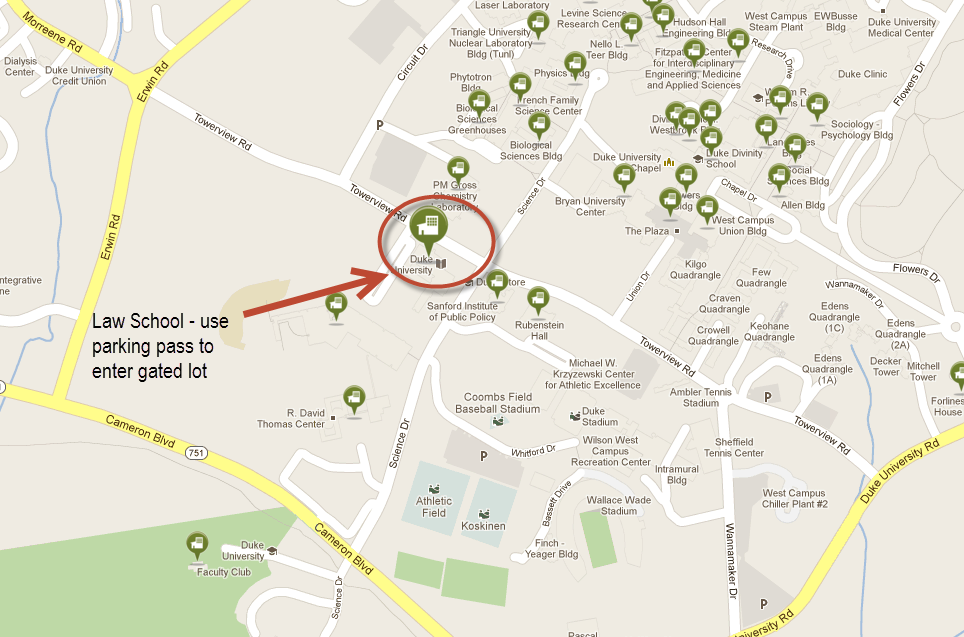 Laser Laboratory
Levine Science
Research Center
Hudson Hall
Engineering Bldg
West Campus
Steam Plant
EWBusse
Bldg
Duke
University
Medical Center
Morreene Rd
Triangle University
Nuclear Laboratory
Bldg (Tunl)
Nello L.
Teer Bldg
Fitzpatrick Center
for Interdisciplinary
Engineering, Medicine
and Applied Sciences
Research Drive
Dialysis
Center
Duke University
Credit Union
Erwin Rd
Circuit Dr
Phytotron
Bldg
Physics Bldg
Duke Clinic
Flowers Dr
Biological
Sciences
Greenhouses
French Family
Science Center
Towerview Rd
P
Biological
Sciences Bldg
Sociology -
Psychology Bldg
Duke University
Chapel
Duke Divinity
School
Social
Sciences Bldg
Towerview Rd
PM Gross
Chemistry
Laboratory
Science Dr
Bryan University
Center
Chapel Dr
Allen Bldg
The Plaza
West Campus
Union Bldg
Erwin Rd
Duke
University
Duke Store
Kilgo
Quadrangle
Few
Quadrangle
Flowers Dr
Union Dr
Wannamaker Dr
Integrative
Sanford Institute
of Public Policy
Rubenstein
Hall
Craven
Quadrangle
Crowell
Quadrangle
Keohane
Quadrangle
Edens
Quadrangle
(1C)
Edens
Quadrangle
(2A)
Law School - use
parking pass to
enter gated lot
Towerview Rd
Michael W.
Krzyzewski Center
for Athletic Excellence
Edens
Quadrangle
(1A)
Decker
Tower
Mitchell
Tower
Ambler Tennis
Stadium
P
Forlines
House
R. David
Thomas Center
Coombs Field
Baseball Stadium
Duke
Stadium
Towerview Rd
Cameron Blvd
751
Science Dr
P
Whitford Dr
Wilson West
Campus
Recreation Center
Sheffield
Tennis Center
Duke University Rd
Intramural
Bldg
Athletic
Field
Koskinen
Bassett Drive
Wallace Wade
Stadium
West Campus
Chiller Plant #2
Cameron Blvd
Finch -
Yeager Bldg
Wannamaker Dr
Duke
University
Faculty Club
Science Dr
P
University Rd
Pascal